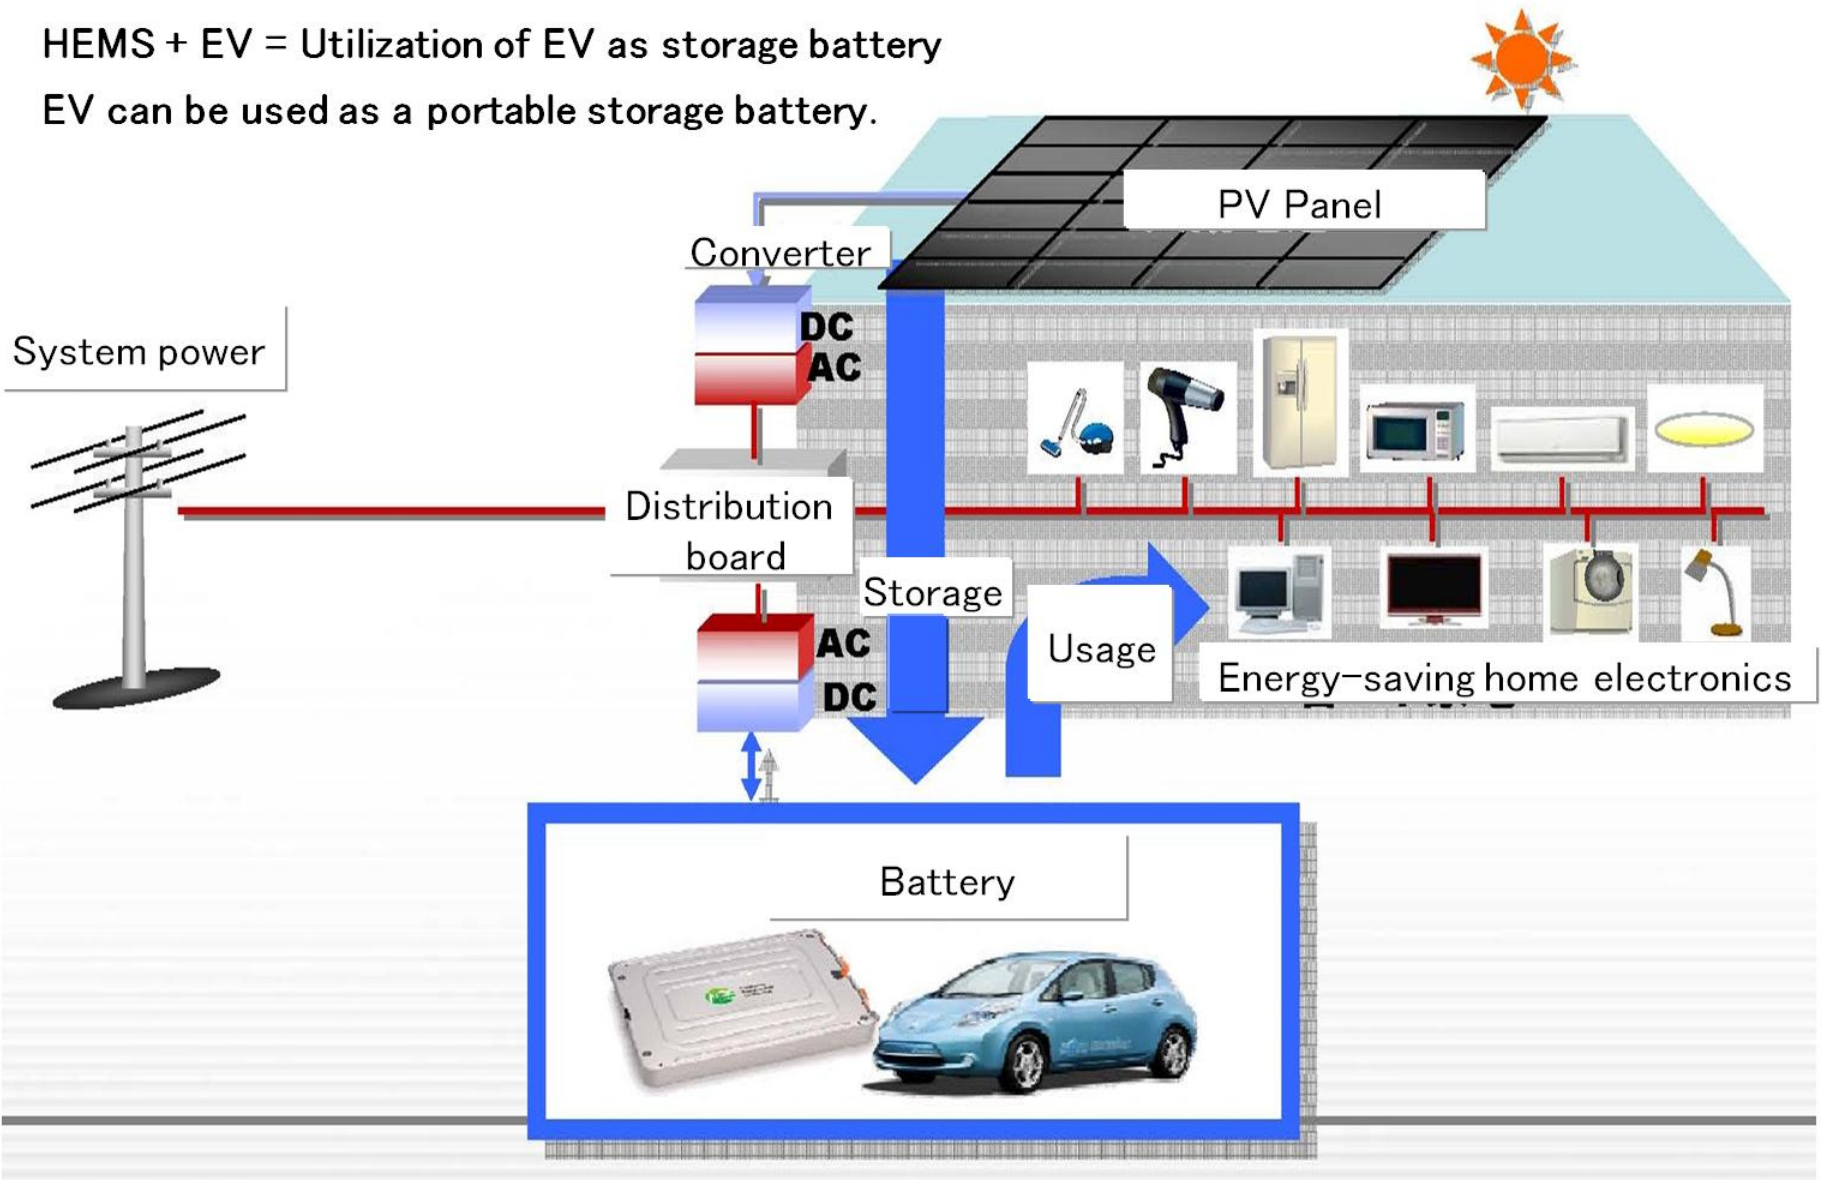 HEMS + EV = Utilization of EV as storage battery
EV can be used as a portable storage battery.
PV Panel
Converter
DC
AC
System power
Distribution
board
Storage
AC
DC
Usage
Energy-saving home electronics
Battery